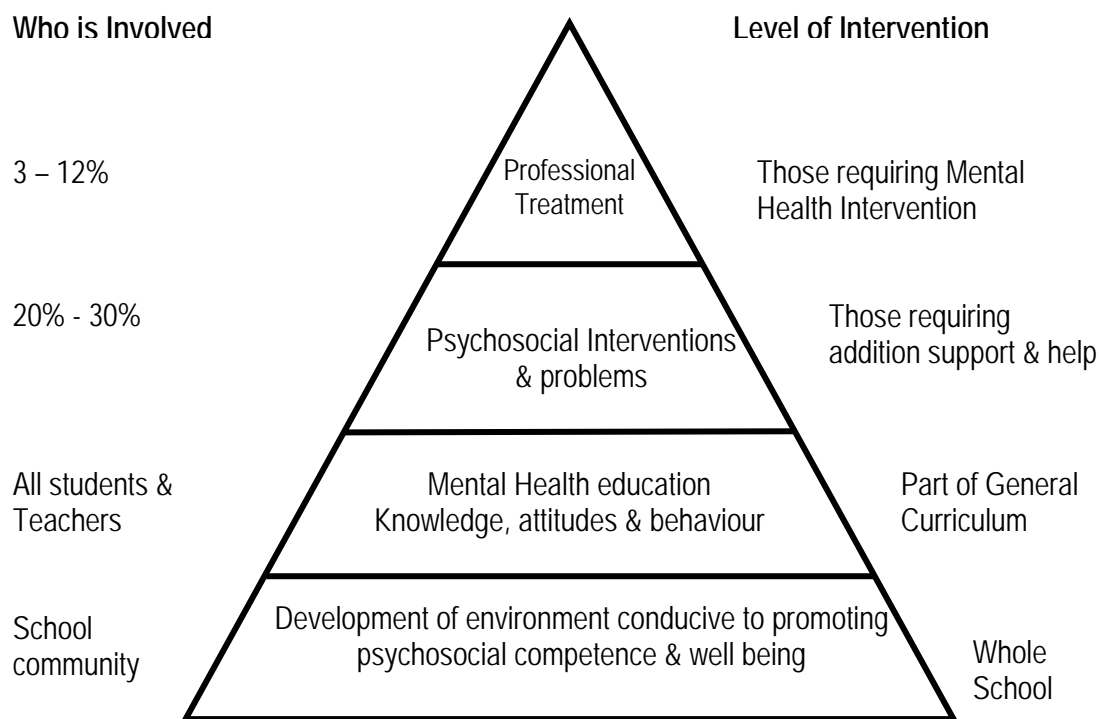 Who is Involved
Level of Intervention
3 – 12%
Professional
Treatment
Those requiring Mental
Health Intervention
20% - 30%
Psychosocial Interventions
& problems
Those requiring
addition support & help
All students &
Teachers
Mental Health education
Knowledge, attitudes & behaviour
Part of General
Curriculum
School
community
Development of environment conducive to promoting
psychosocial competence & well being
Whole
School